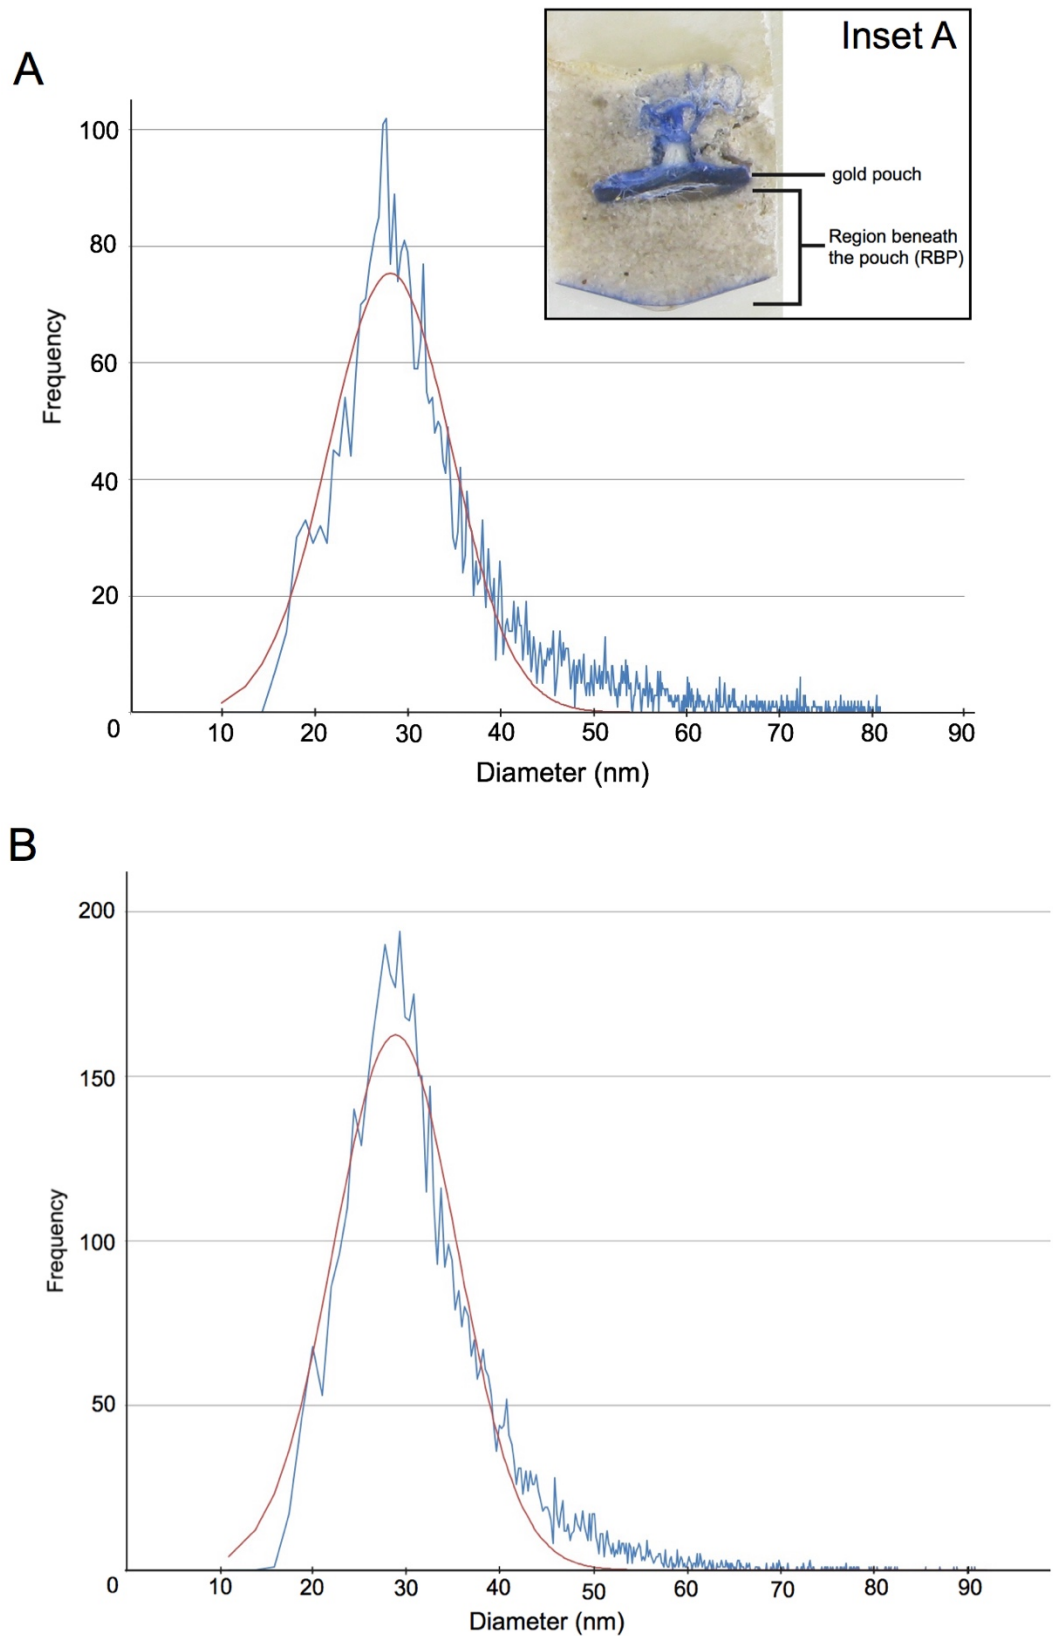 A
Inset A
gold pouch
Region beneath
the pouch (RBP)
100
80
60
40
20
0
Frequency
10 20 30 40 50 60 70 80 90
Diameter (nm)
B
200
150
100
50
0
Frequency
10 20 30 40 50 60 70 80 90
Diameter (nm)